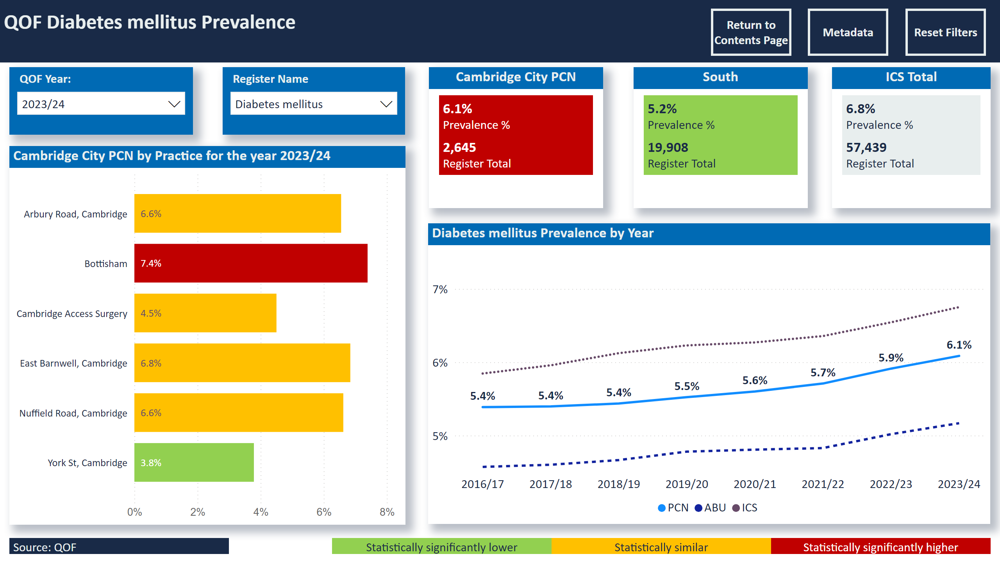 QOF Diabetes mellitus Prevalence
Return to
Contents Page
Metadata
Reset Filters
QOF Year:
2023/24
Register Name
Diabetes mellitus
Cambridge City PCN
6.1%
Prevalence %
2,645
Register Total
South
5.2%
Prevalence %
19,908
Register Total
ICS Total
6.8%
Prevalence %
57,439
Register Total
Cambridge City PCN by Practice for the year 2023/24
Arbury Road, Cambridge
6.6%
Bottisham
7.4%
Cambridge Access Surgery
4.5%
East Barnwell, Cambridge
6.8%
Nuffield Road, Cambridge
6.6%
York St, Cambridge
3.8%
0% 2% 4% 6% 8%
Diabetes mellitus Prevalence by Year
7%
6%
5%
5.4% 5.4% 5.4% 5.5% 5.6% 5.7% 5.9% 6.1%
2016/17 2017/18 2018/19 2019/20 2020/21 2021/22 2022/23 2023/24
PCN ABU ICS
Source: QOF
Statistically significantly lower
Statistically similar
Statistically significantly higher